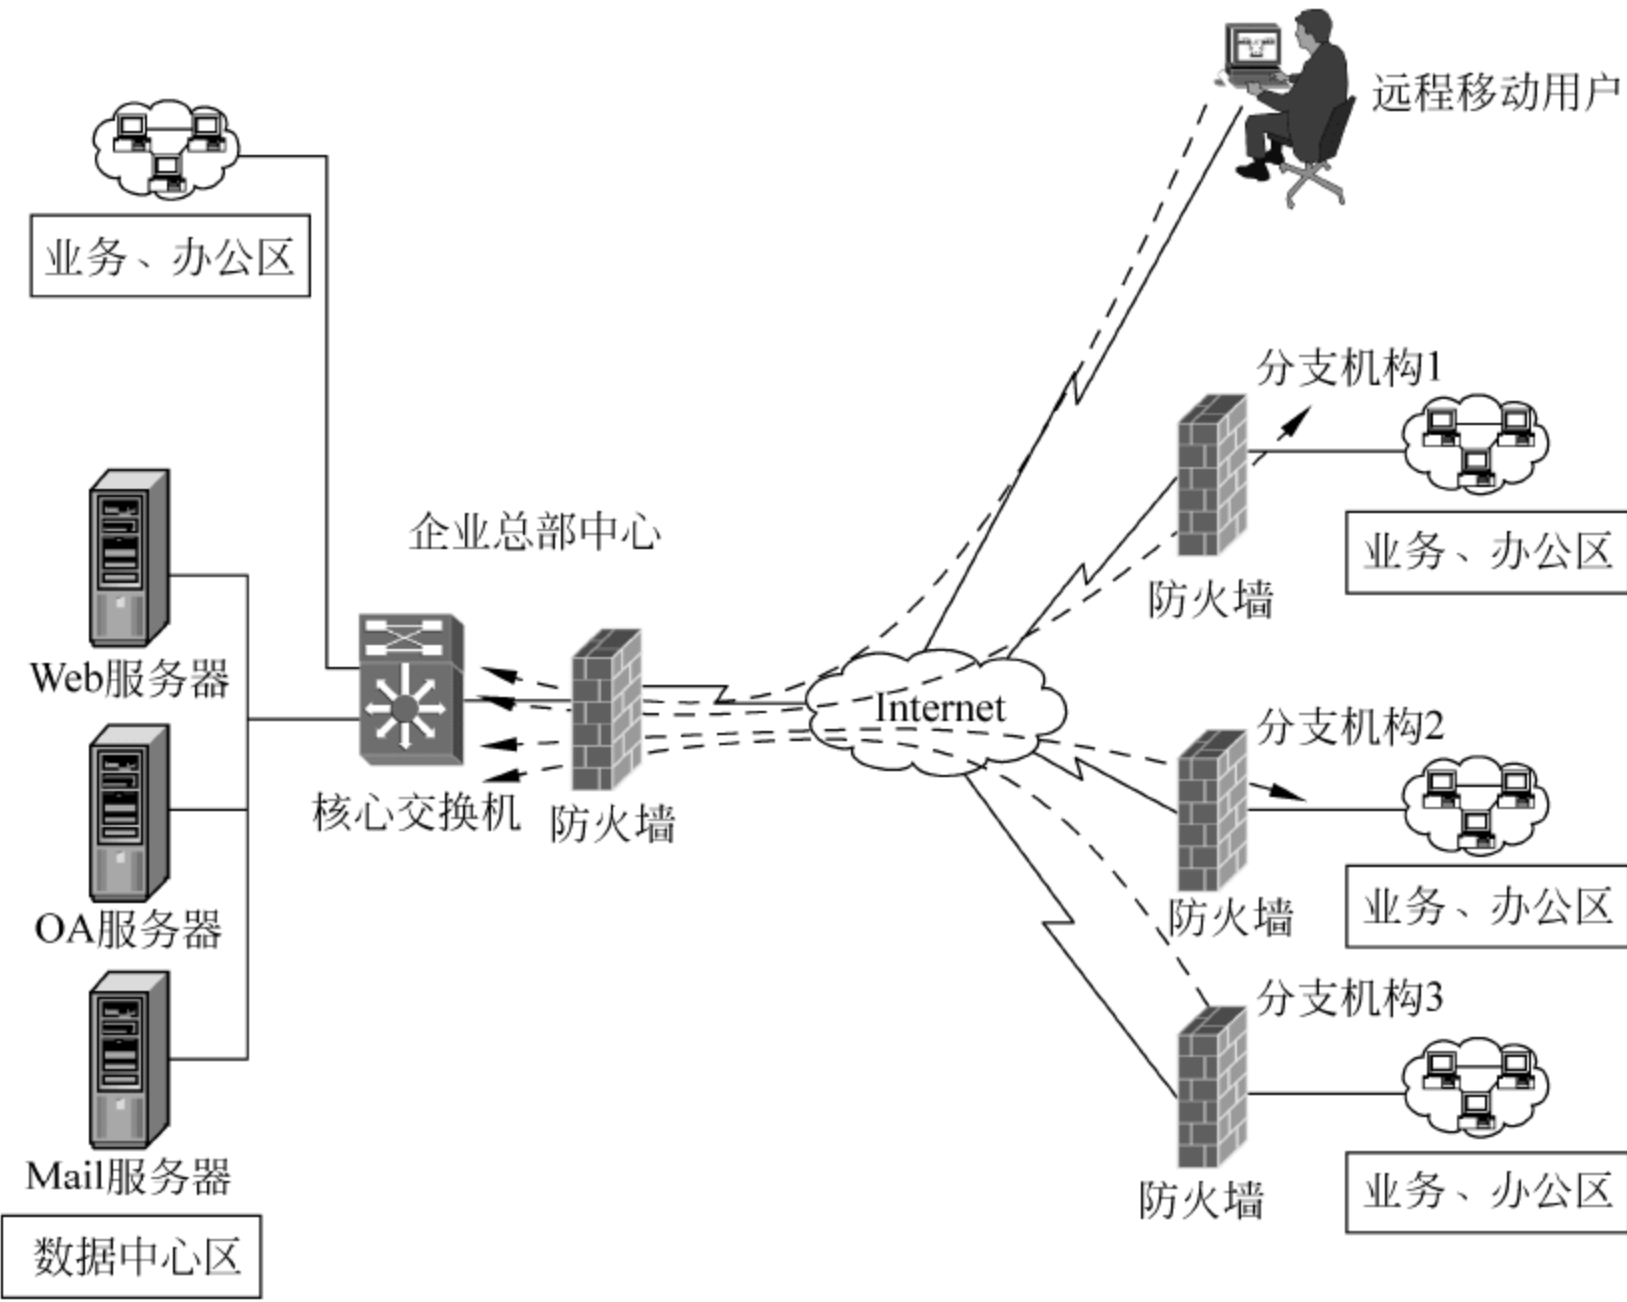 远程移动用户
业务、办公区
分支机构1
企业总部中心
业务、办公区
防火墙
Web服务器
Internet
分支机构2
核心交换机
防火墙
业务、办公区
防火墙
OA服务器
分支机构3
Mail服务器
防火墙
业务、办公区
数据中心区